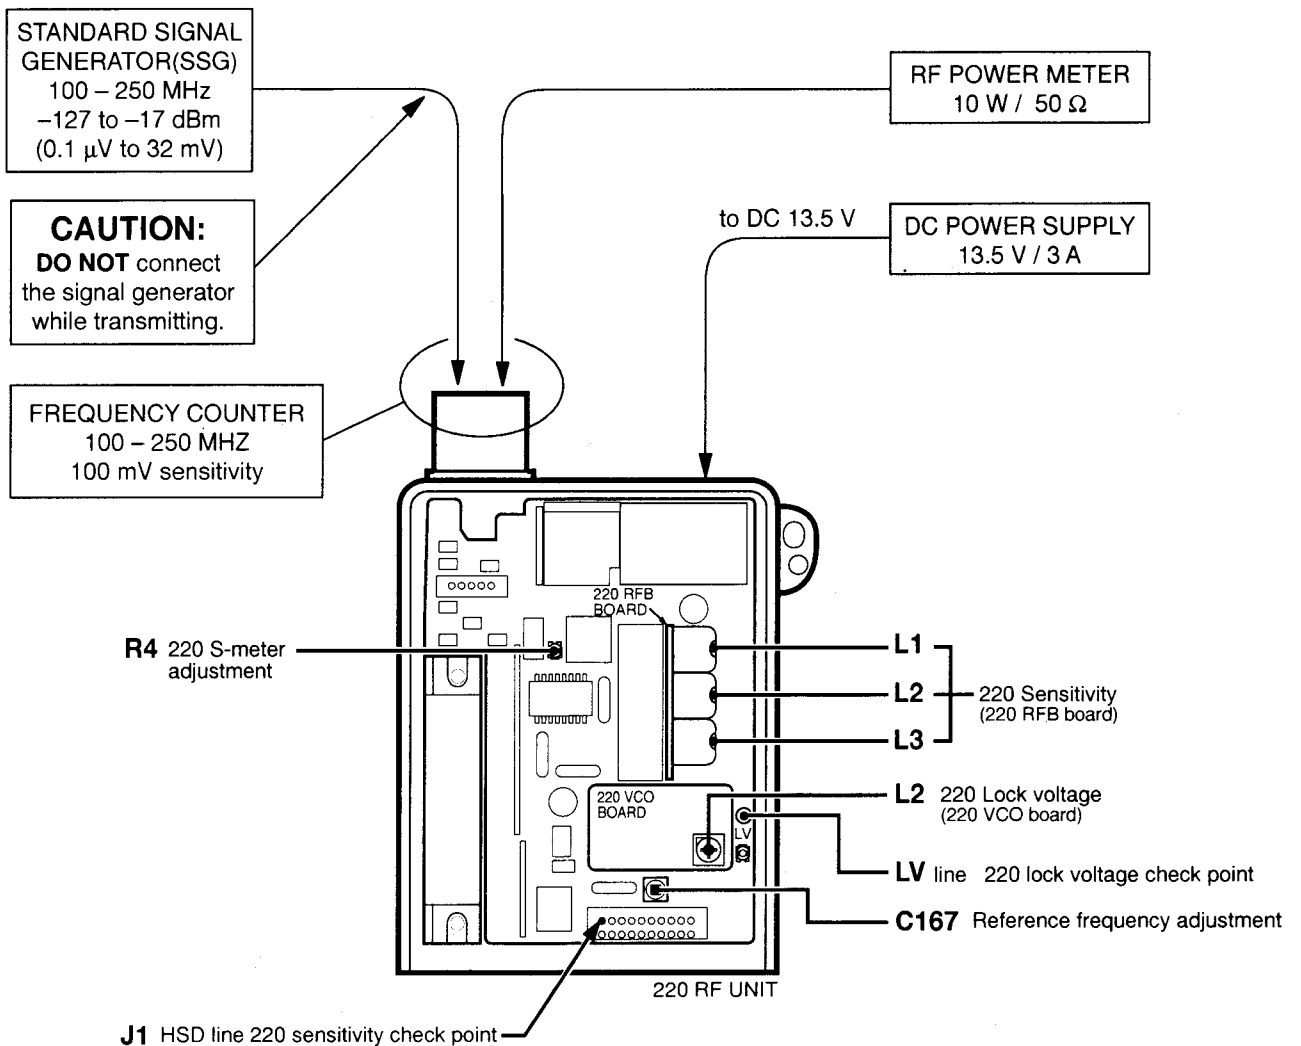 STANDARD SIGNAL
GENERATOR(SSG)
100 – 250 MHz
–127 to –17 dBm
(0.1 μV to 32 mV)
RF POWER METER
10 W / 50 Ω
CAUTION:
DO NOT connect
the signal generator
while transmitting.
to DC 13.5 V
DC POWER SUPPLY
13.5 V / 3 A
FREQUENCY COUNTER
100 – 250 MHZ
100 mV sensitivity
220 RFB
BOARD
R4 220 S-meter
adjustment
L1
L2
L3
220 Sensitivity
(220 RFB board)
220 VCO
BOARD
LV
L2 220 Lock voltage
(220 VCO board)
LV line 220 lock voltage check point
C167 Reference frequency adjustment
220 RF UNIT
J1 HSD line 220 sensitivity check point